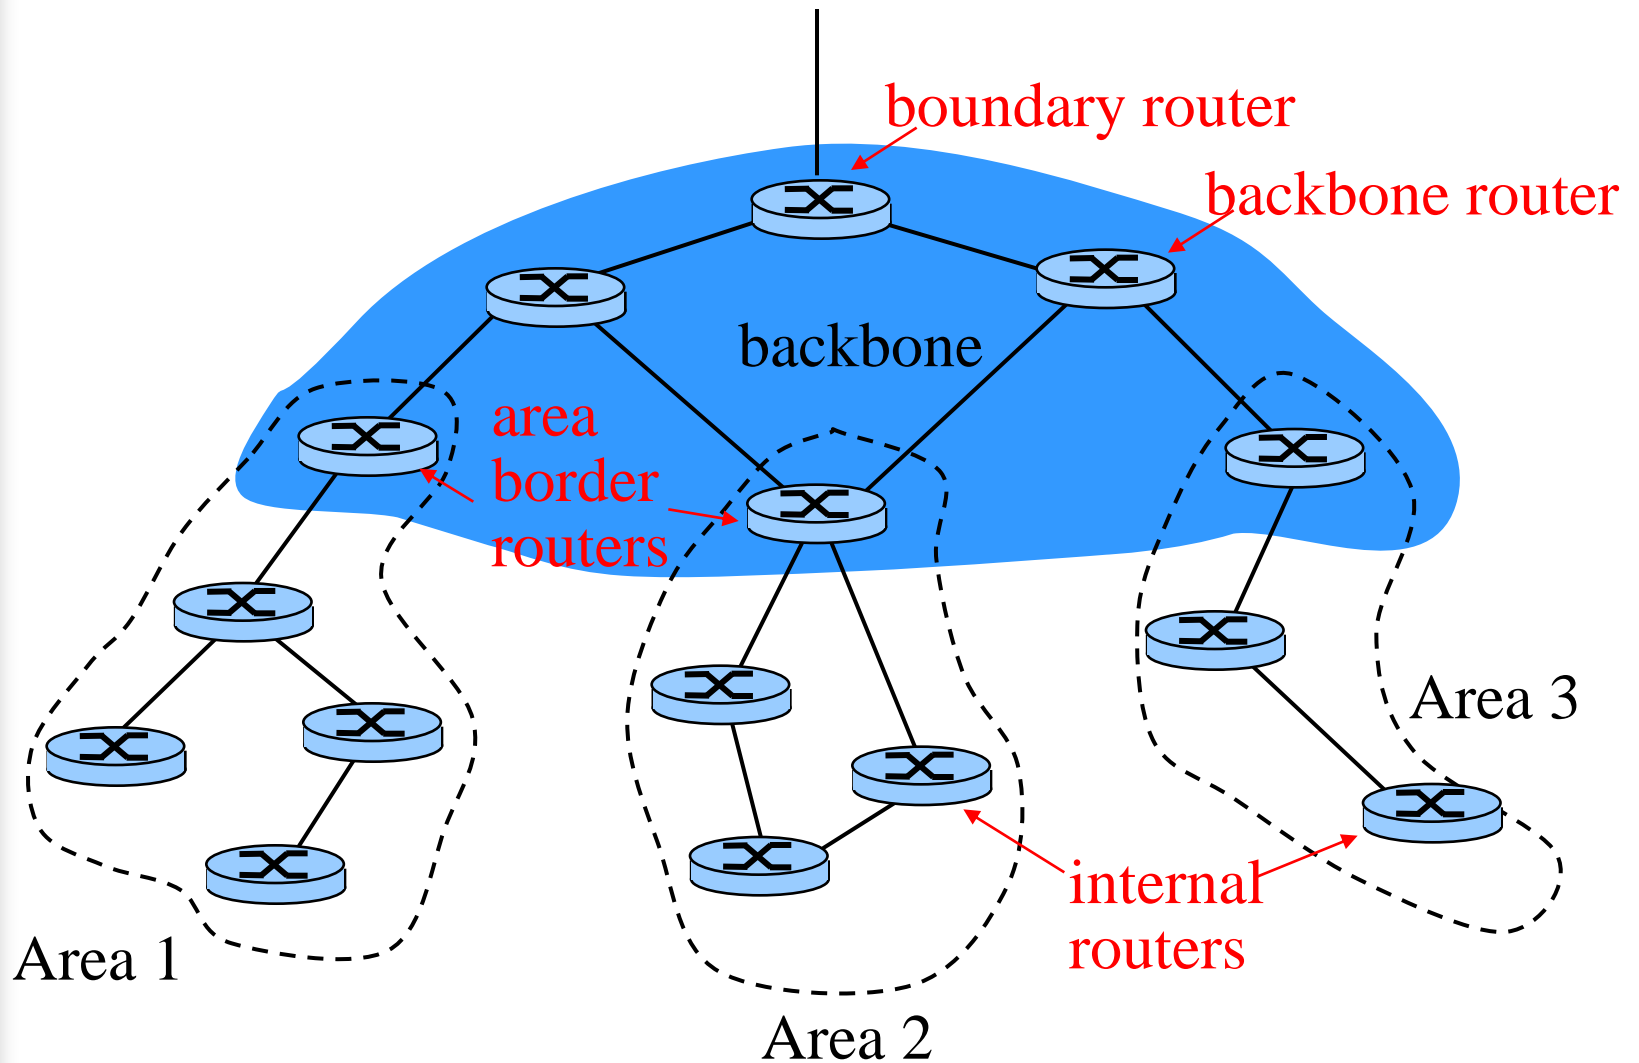 boundary router
backbone router
backbone
area
border
routers
Area 3
internal
routers
Area 1
Area 2